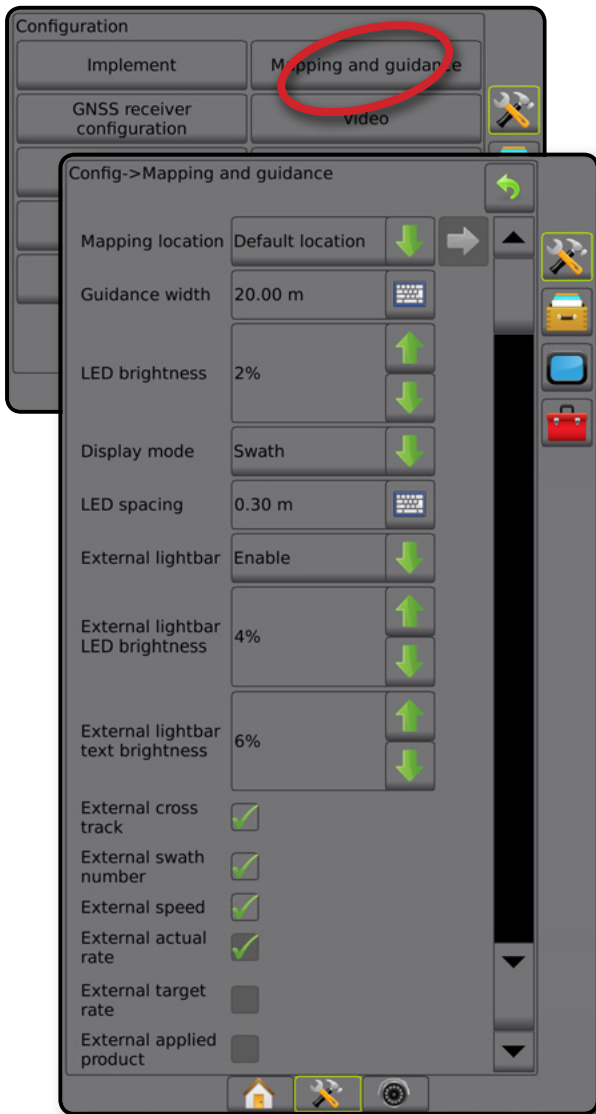 Configuration
Implement
Mapping and guidance
GNSS receiver
configuration
Video
Config->Mapping and guidance
Mapping location
Default location
Guidance width
20.00 m
LED brightness
2%
Display mode
Swath
LED spacing
0.30 m
External lightbar
Enable
External lightbar
LED brightness
4%
External lightbar
text brightness
6%
External cross
track
External swath
number
External speed
External actual
rate
External target
rate
External applied
product